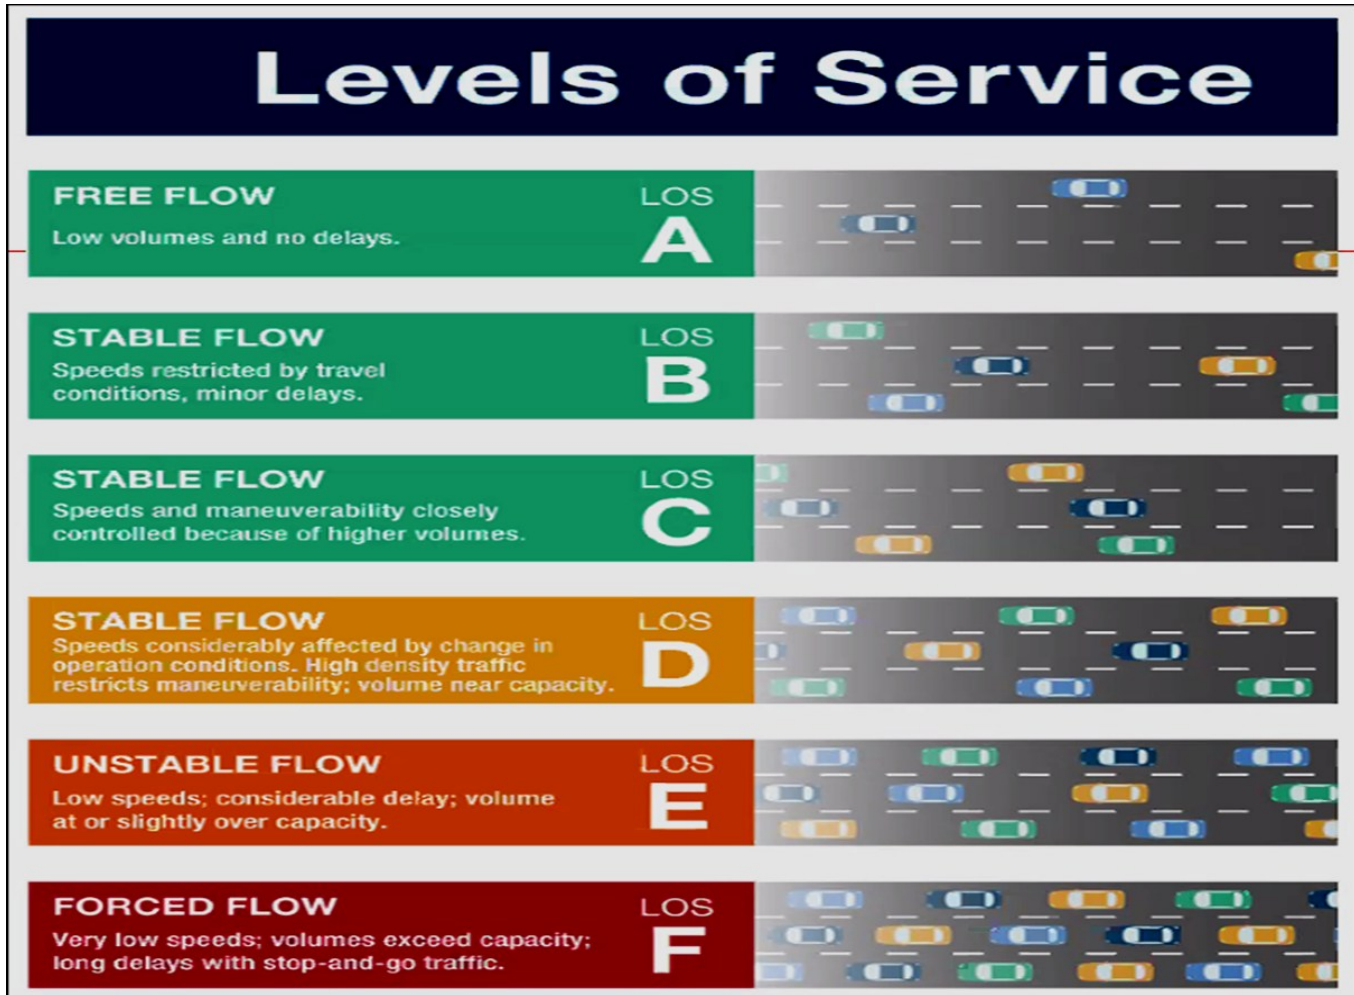 Levels of Service
FREE FLOW
LOS
A
Low volumes and no delays.
STABLE FLOW
LOS
B
Speeds restricted by travel
conditions, minor delays.
STABLE FLOW
LOS
C
Speeds and maneuverability closely
controlled because of higher volumes.
STABLE FLOW
LOS
D
Speeds considerably affected by change in
operation conditions. High density traffic
restricts maneuverability; volume near capacity.
UNSTABLE FLOW
LOS
E
Low speeds; considerable delay; volume
at or slightly over capacity.
FORCED FLOW
LOS
F
Very low speeds; volumes exceed capacity;
long delays with stop-and-go traffic.